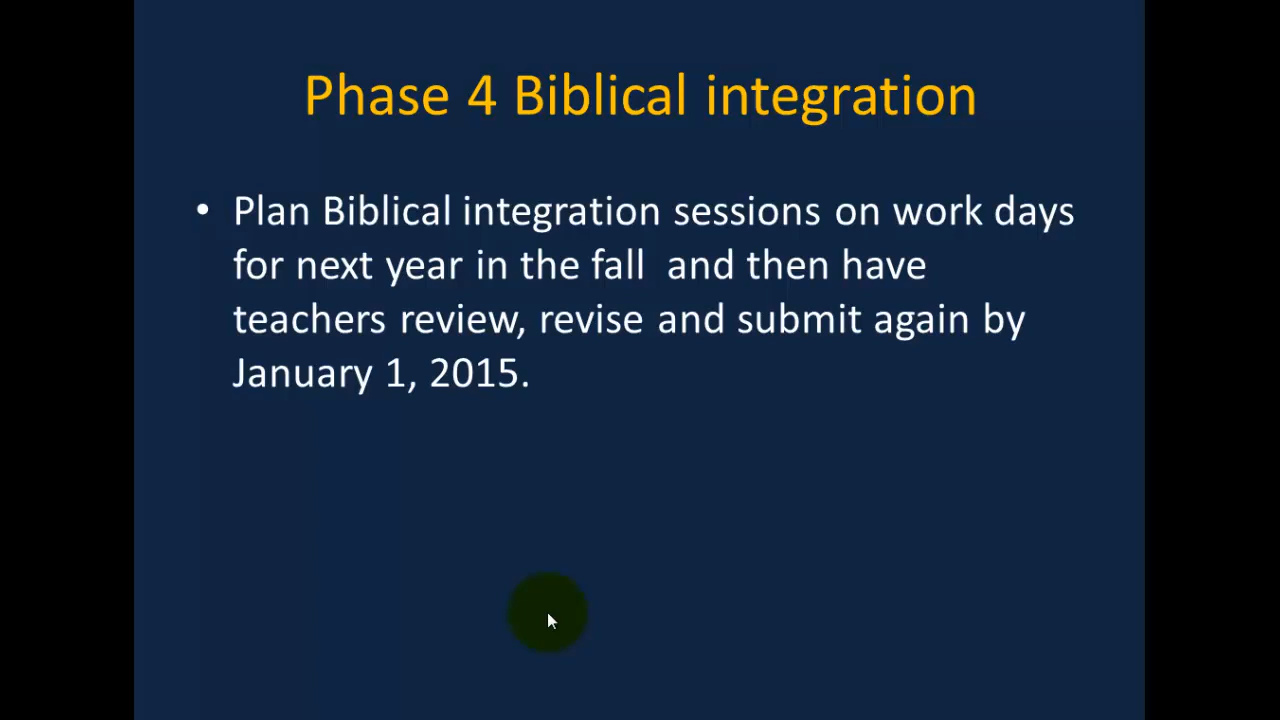 Phase 4 Biblical integration
• Plan Biblical integration sessions on work days
for next year in the fall  and then have
teachers review, revise and submit again by
January 1, 2015.